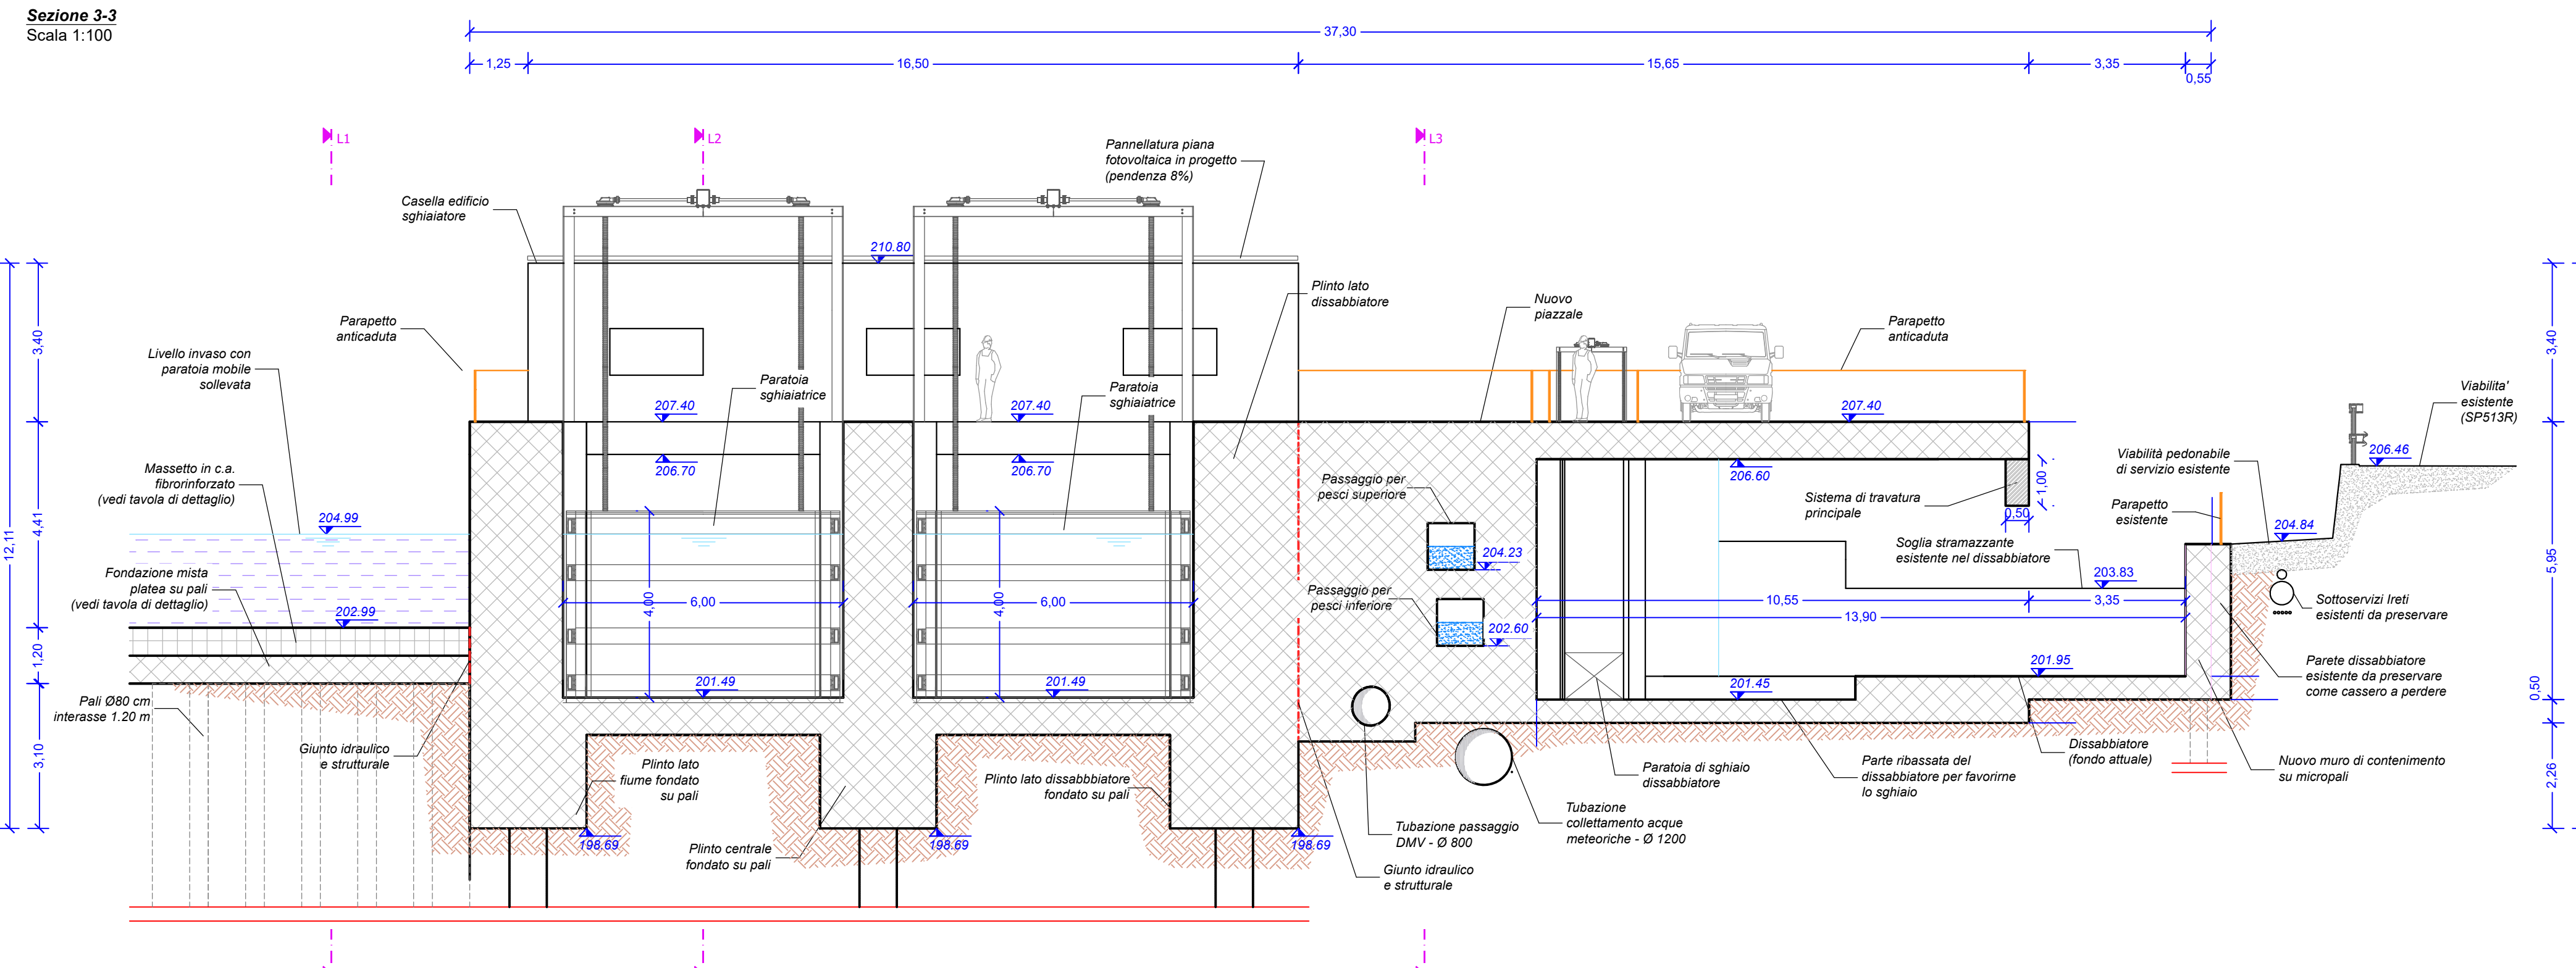 Sezione 3-3
Scala 1:100
37,30
1,25
16,50
15,65
3,35
0,55
L1
L2
L3
Pannellatura piana
fotovoltaica in progetto
(pendenza 8%)
Casella edificio
sghiaiatore
210.80
Plinto lato
dissabbiatore
Nuovo
piazzale
Parapetto
anticaduta
Parapetto
anticaduta
3,40
3,40
Livello invaso con
paratoia mobile
sollevata
Paratoia
sghiaiatrice
Paratoia
sghiaiatrice
Viabilita'
esistente
(SP513R)
207.40
207.40
207.40
206.70
206.70
206.60
206.46
Massetto in c.a.
fibrorinforzato
(vedi tavola di dettaglio)
Passaggio per
pesci superiore
Sistema di travatura
principale
1,00
0,50
Viabilità pedonabile
di servizio esistente
Parapetto
esistente
204.99
204.84
4,41
12,11
5,95
204.23
Soglia stramazzante
esistente nel dissabbiatore
203.83
Fondazione mista
platea su pali
(vedi tavola di dettaglio)
202.99
4,00
6,00
4,00
6,00
Passaggio per
pesci inferiore
202.60
10,55
3,35
13,90
Sottoservizi Ireti
esistenti da preservare
1,20
201.49
201.49
201.45
201.95
Parete dissabbiatore
esistente da preservare
come cassero a perdere
0,50
Pali Ø80 cm
interasse 1.20 m
3,10
Giunto idraulico
e strutturale
Plinto lato
fiume fondato
su pali
Plinto lato dissabbbiatore
fondato su pali
Paratoia di sghiaio
dissabbiatore
Parte ribassata del
dissabbiatore per favorirne
lo sghiaio
Dissabbiatore
(fondo attuale)
Nuovo muro di contenimento
su micropali
2,26
198.69
198.69
198.69
Plinto centrale
fondato su pali
Tubazione passaggio
DMV - Ø 800
Tubazione
collettamento acque
meteoriche - Ø 1200
Giunto idraulico
e strutturale